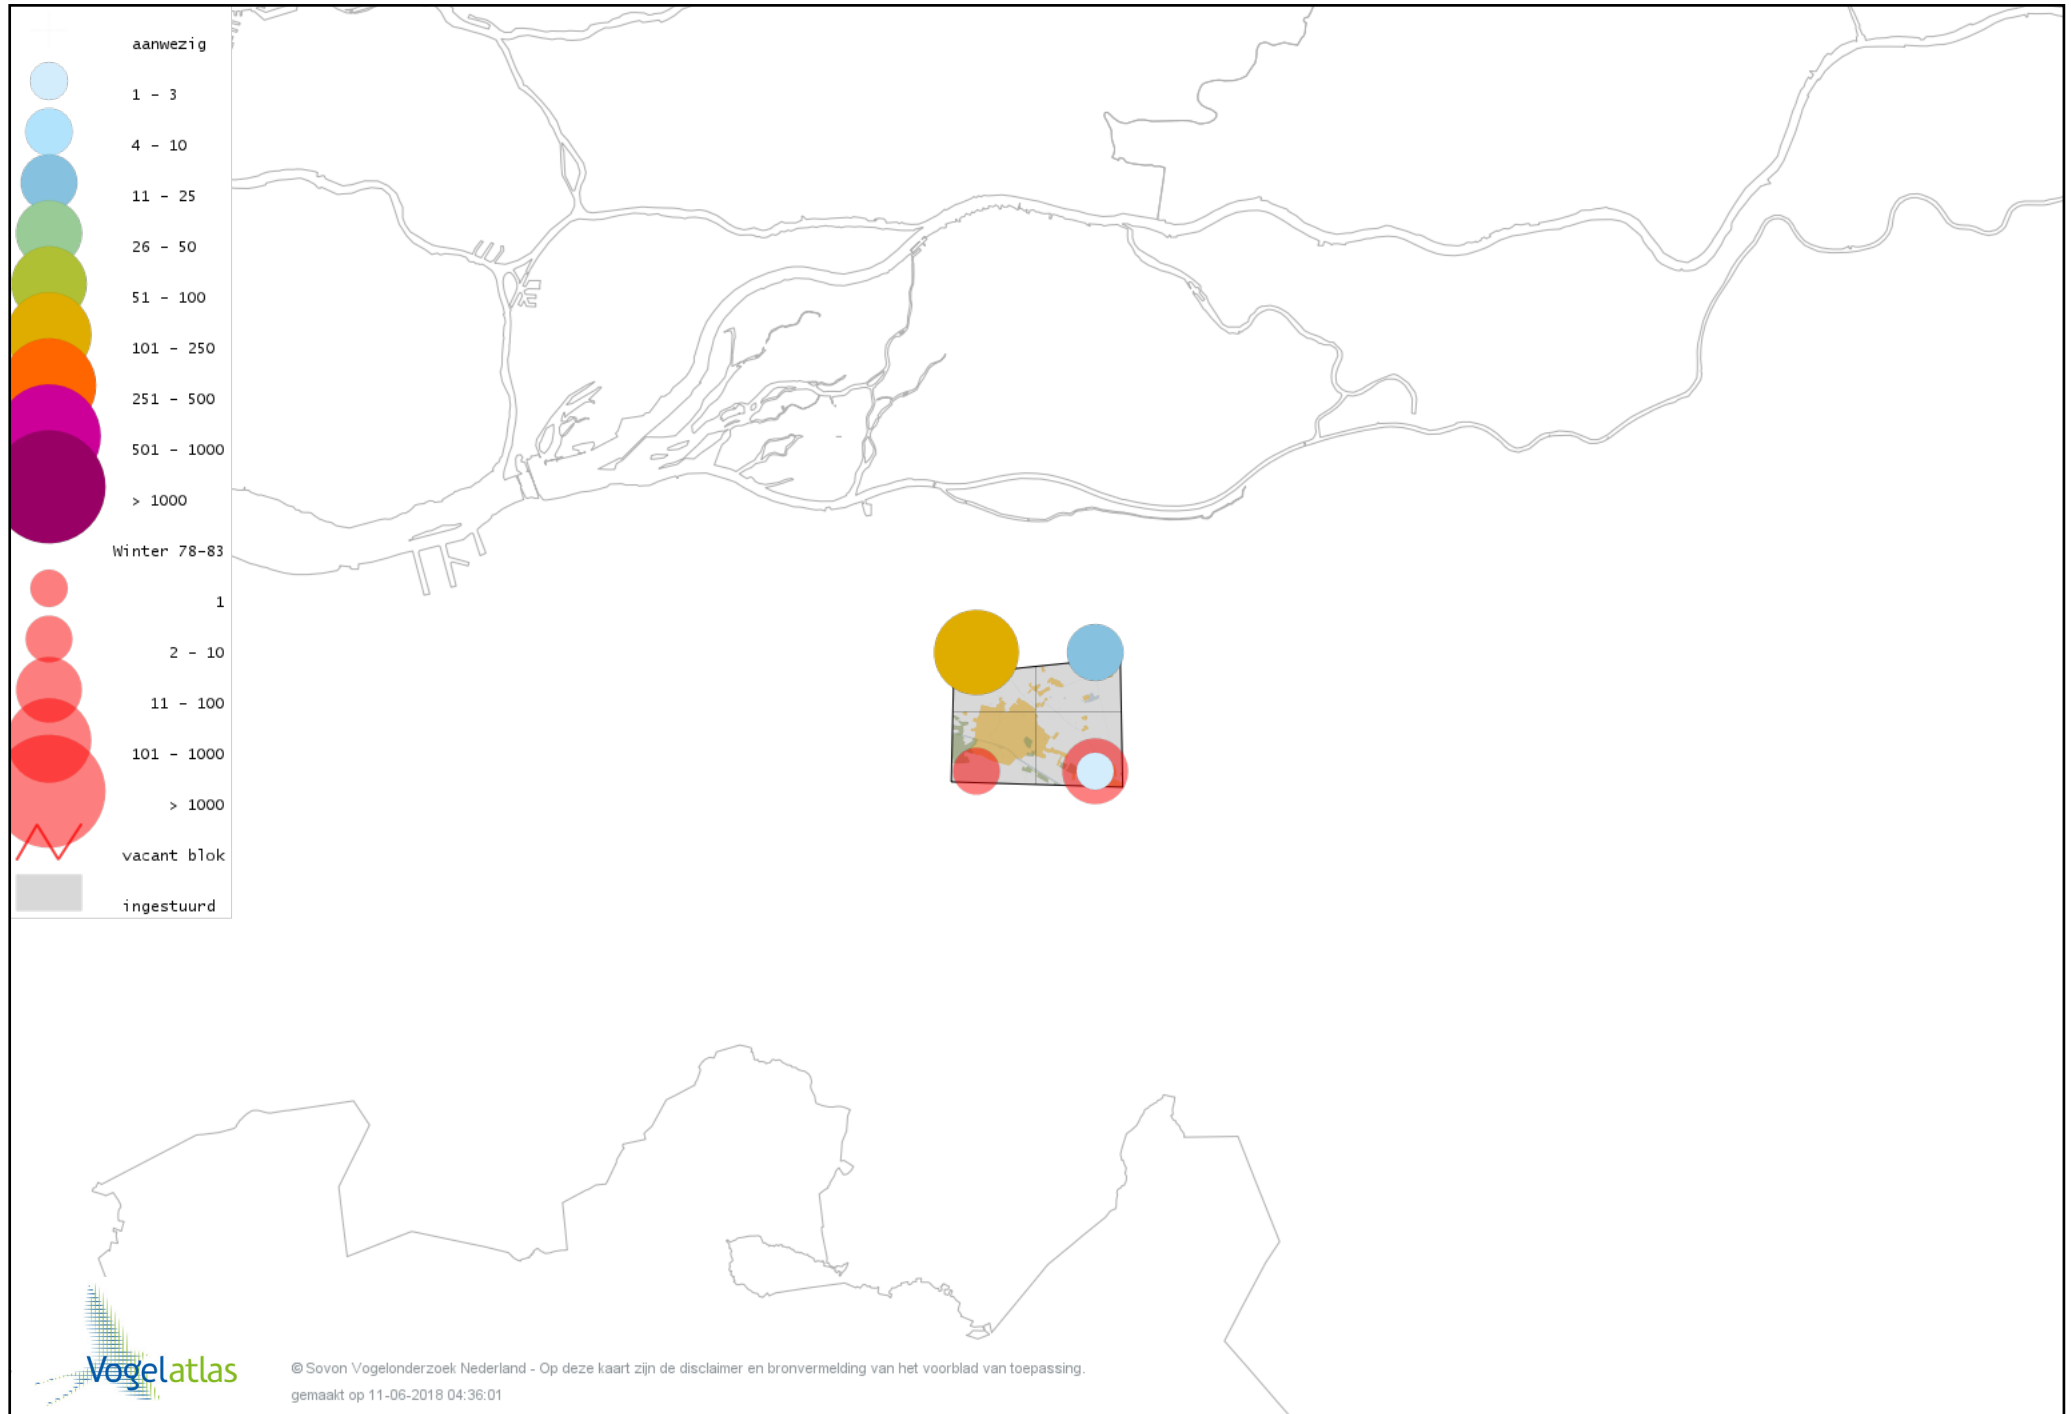 aanwezig
1 - 3
4 - 10
11 - 25
26 - 50
51 - 100
101 - 250
251 - 500
501 - 1000
> 1000
Winter 78-83
1
2 - 10
11 - 100
101 - 1000
> 1000
vacant blok
ingestuurd
Vogelatlas
© Sovon Vogelonderzoek Nederland - Op deze kaart zijn de disclaimer en bronvermelding van het voorblad van toepassing.
gemaakt op 11-06-2018 04:36:01